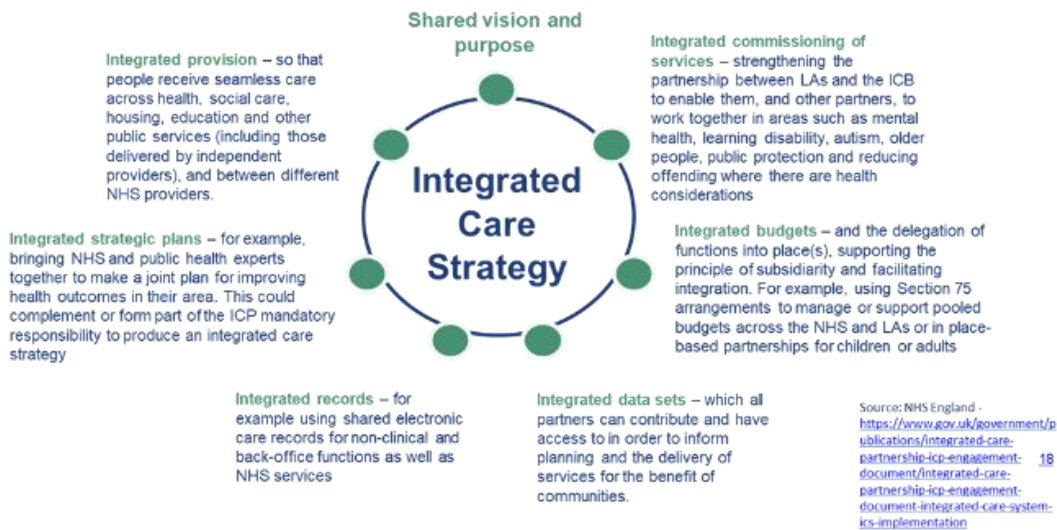 Shared vision and
purpose
Integrated provision – so that
people receive seamless care
across health, social care,
housing, education and other
public services (including those
delivered by independent
providers), and between different
NHS providers.
Integrated commissioning of
services – strengthening the
partnership between LAs and the ICB
to enable them, and other partners, to
work together in areas such as mental
health, learning disability, autism, older
people, public protection and reducing
offending where there are health
considerations
Integrated
Care
Strategy
Integrated strategic plans – for example,
bringing NHS and public health experts
together to make a joint plan for improving
health outcomes in their area. This could
complement or form part of the ICP mandatory
responsibility to produce an integrated care
strategy
Integrated budgets – and the delegation of
functions into place(s), supporting the
principle of subsidiarity and facilitating
integration. For example, using Section 75
arrangements to manage or support pooled
budgets across the NHS and LAs or in place-
based partnerships for children or adults
Integrated records – for
example using shared electronic
care records for non-clinical and
back-office functions as well as
NHS services
Integrated data sets – which all
partners can contribute and have
access to in order to inform
planning and the delivery of
services for the benefit of
communities.
Source: NHS England -
https://www.gov.uk/government/p
ublications/integrated-care-
partnership-icp-engagement-
document/integrated-care-
partnership-icp-engagement-
document-integrated-care-system-
ics-implementation
18